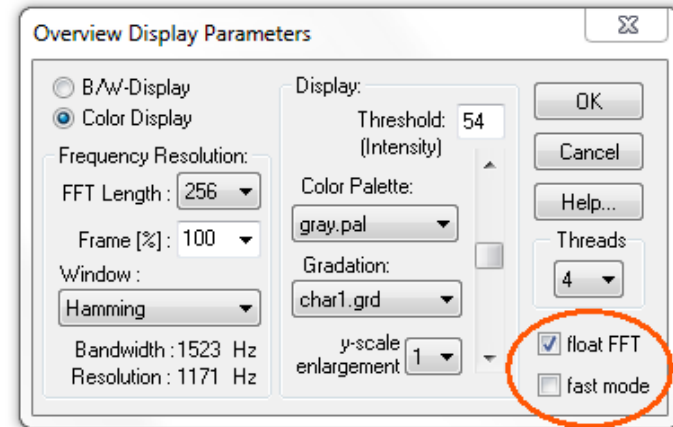 Overview Display Parameters
B/W-Display
Color Display
Frequency Resolution:
FFT Length : 256
Frame [%] : 100
Window :
Hamming
Bandwidth : 1523 Hz
Resolution : 1171 Hz
Display:
Threshold: 54
(Intensity)
Color Palette:
gray.pal
Gradation:
char1.grd
y-scale
enlargement 1
OK
Cancel
Help...
Threads
4
float FFT
fast mode